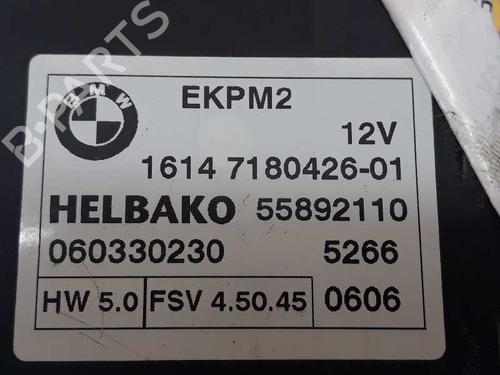 BMW
EKPM2
12V
1614 7180426-01
HELBAKO 55892110
060330230 5266
HW 5.0 FSV 4.50.45 0606
B-PARTS